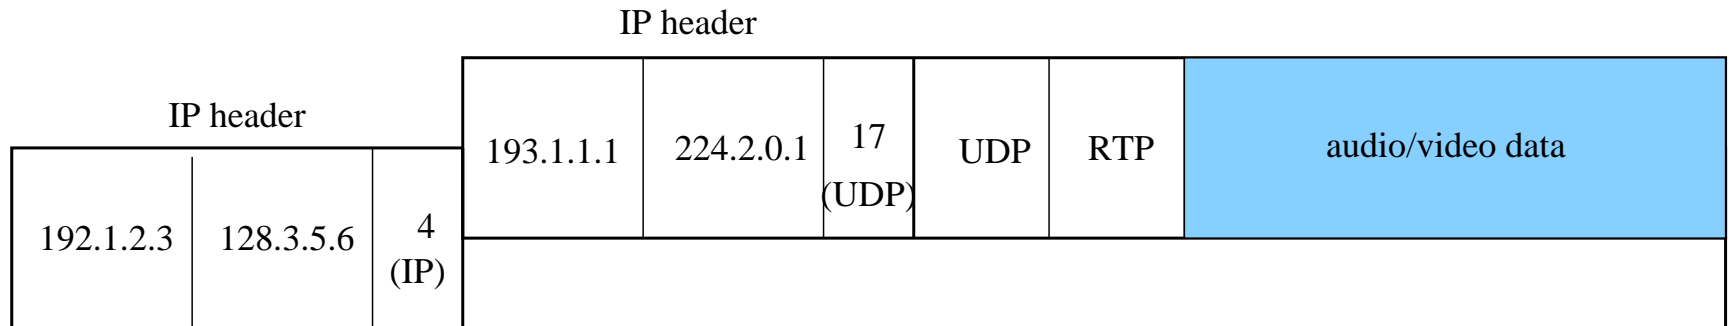 IP header
IP header
193.1.1.1 224.2.0.1 17 (UDP) UDP RTP audio/video data
192.1.2.3 128.3.5.6 4 (IP)